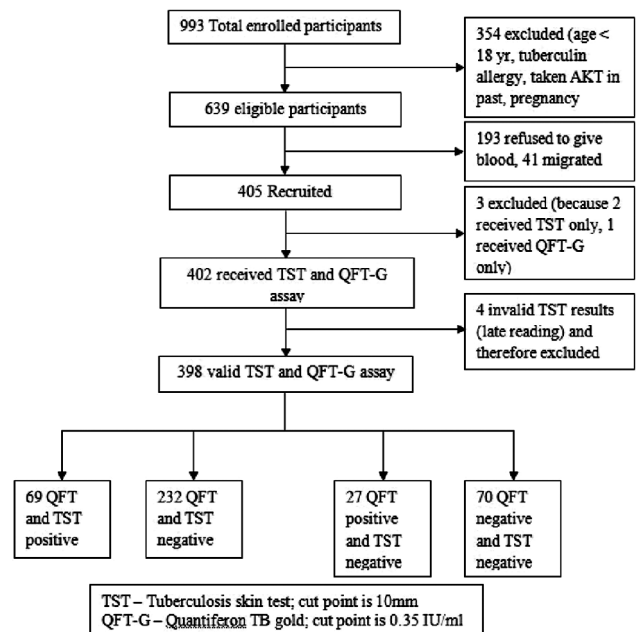 993 Total enrolled participants
354 excluded (age <
18 yr, tuberculin
allergy, taken AKT in
past, pregnancy
639 eligible participants
193 refused to give
blood, 41 migrated
405 Recruited
3 excluded (because 2
received TST only, 1
received QFT-G
only)
402 received TST and QFT-G
assay
4 invalid TST results
(late reading) and
therefore excluded
398 valid TST and QFT-G assay
69 QFT
and TST
positive
232 QFT
and TST
negative
27 QFT
positive
and TST
negative
70 QFT
negative
and TST
negative
TST – Tuberculosis skin test; cut point is 10mm
QFT-G – Quantiferon TB gold; cut point is 0.35 IU/ml